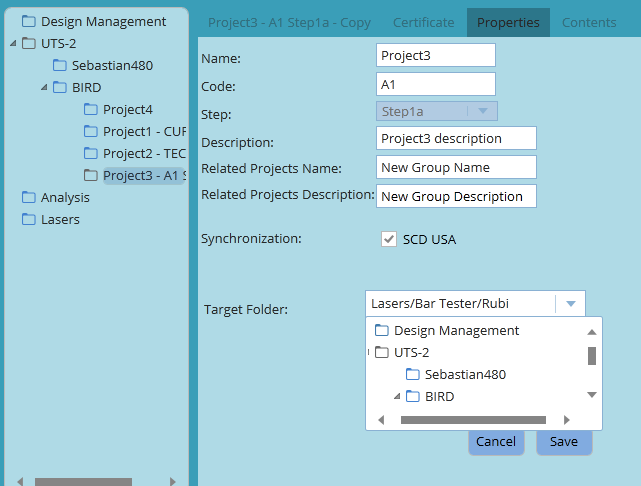 Design Management
UTS-2
Sebastian480
BIRD
Project4
Project1 - CUF
Project2 - TEC
Project3 - A1 S
Analysis
Lasers
Project3 - A1 Step1a - Copy Certificate Properties Contents
Name: Project3
Code: A1
Step: Step1a
Description: Project3 description
Related Projects Name: New Group Name
Related Projects Description: New Group Description
Synchronization: SCD USA
Target Folder: Lasers/Bar Tester/Rubi
Design Management
UTS-2
Sebastian480
BIRD
Cancel Save